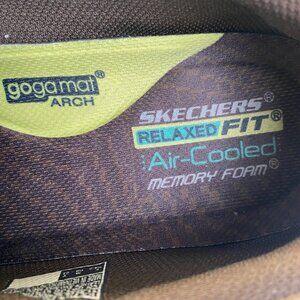 gogamat®
ARCH
SKECHERS
RELAXED FIT®
Air-Cooled
MEMORY FOAM®